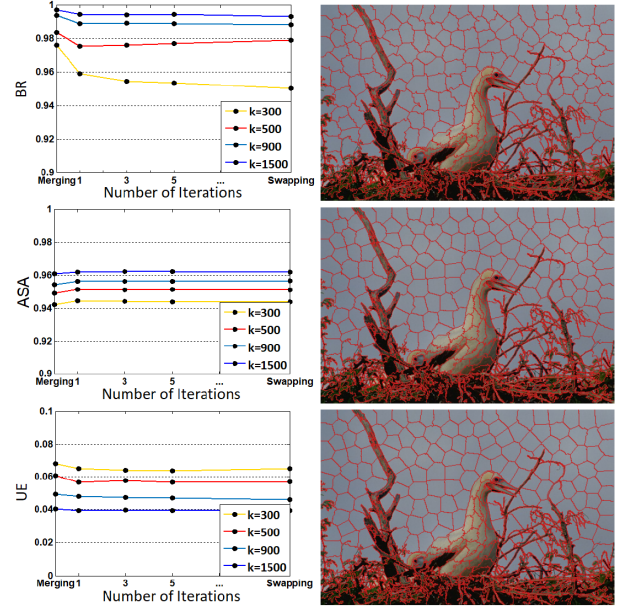 1
0.98
0.96
BR
0.94
0.92
0.9
k=300
k=500
k=900
k=1500
Merging 1 3 5 ... Swapping
Number of Iterations
1
0.98
0.96
ASA
0.94
0.92
0.9
k=300
k=500
k=900
k=1500
Merging 1 3 5 ... Swapping
Number of Iterations
0.1
0.08
0.06
UE
0.04
0.02
0
k=300
k=500
k=900
k=1500
Merging 1 3 5 ... Swapping
Number of Iterations